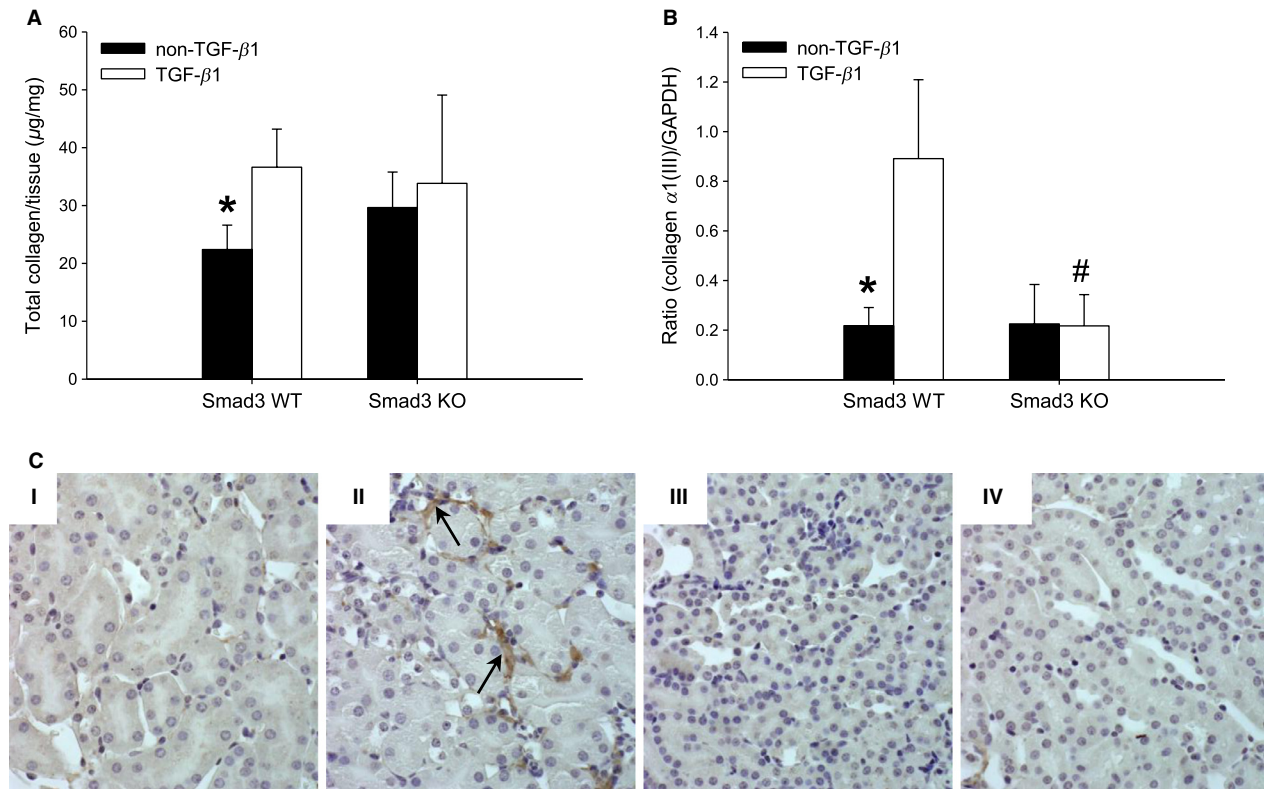 A
60
50
40
30
20
10
0
Total collagen/tissue (µg/mg)
non-TGF-β1
TGF-β1
*
Smad3 WT
Smad3 KO
B
1.4
1.2
1.0
0.8
0.6
0.4
0.2
0.0
Ratio (collagen α1(III)/GAPDH)
non-TGF-β1
TGF-β1
*
#
Smad3 WT
Smad3 KO
C
I
II
III
IV